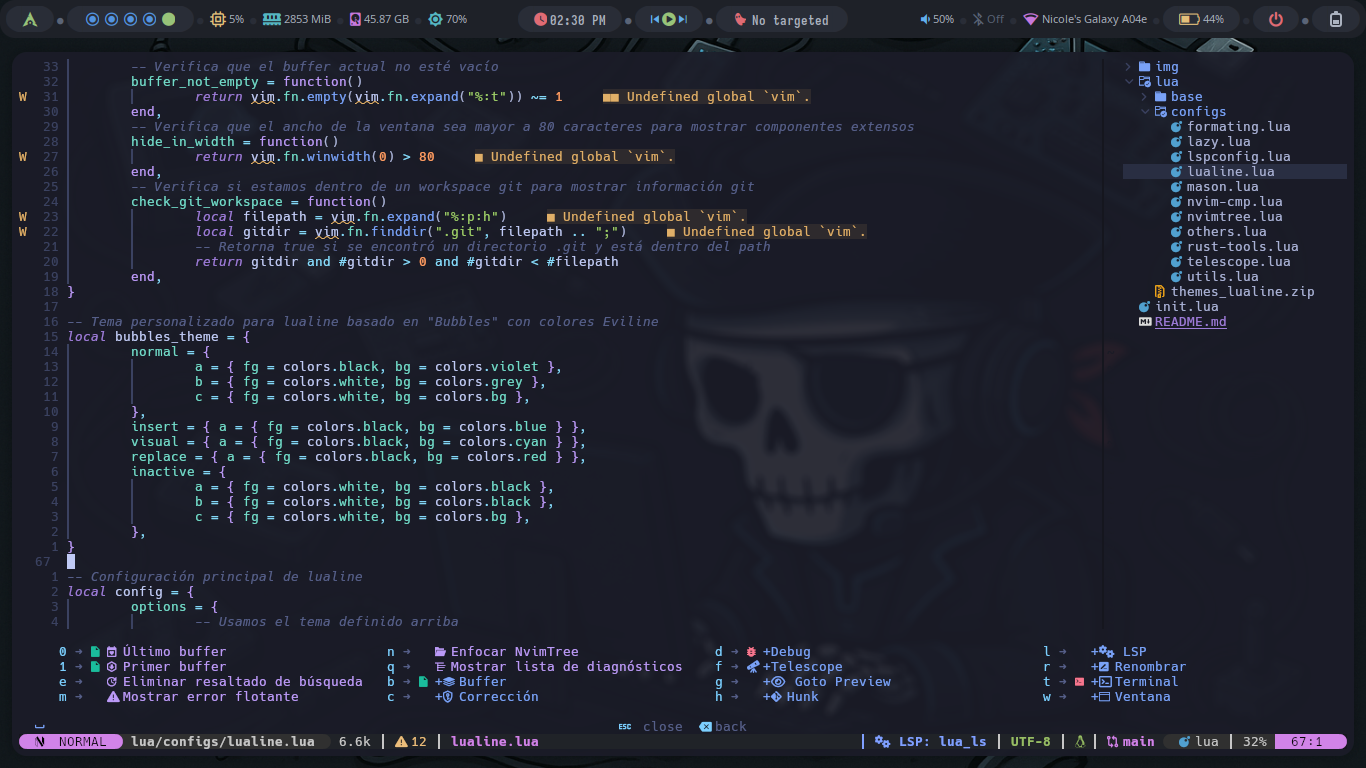 5% 2853 MiB 45.87 GB 70% 02:30 PM No targeted 50% Off Nicole's Galaxy A04e 44%
33 -- Verifica que el buffer actual no esté vacío
32 buffer_not_empty = function()
W 31 return vim.fn.empty(vim.fn.expand("%:t")) ~= 1 ■■ Undefined global `vim`.
30 end,
29 -- Verifica que el ancho de la ventana sea mayor a 80 caracteres para mostrar componentes extensos
28 hide_in_width = function()
W 27 return vim.fn.winwidth(0) > 80 ■ Undefined global `vim`.
26 end,
25 -- Verifica si estamos dentro de un workspace git para mostrar información git
24 check_git_workspace = function()
W 23 local filepath = vim.fn.expand("%:p:h") ■ Undefined global `vim`.
W 22 local gitdir = vim.fn.finddir(".git", filepath .. ";") ■ Undefined global `vim`.
21 -- Retorna true si se encontró un directorio .git y está dentro del path
20 return gitdir and #gitdir > 0 and #gitdir < #filepath
19 end,
18 }
17
16 -- Tema personalizado para lualine basado en "Bubbles" con colores Eviline
15 local bubbles_theme = {
14 normal = {
13 a = { fg = colors.black, bg = colors.violet },
12 b = { fg = colors.white, bg = colors.grey },
11 c = { fg = colors.white, bg = colors.bg },
10 },
9 insert = { a = { fg = colors.black, bg = colors.blue } },
8 visual = { a = { fg = colors.black, bg = colors.cyan } },
7 replace = { a = { fg = colors.black, bg = colors.red } },
6 inactive = {
5 a = { fg = colors.white, bg = colors.black },
4 b = { fg = colors.white, bg = colors.black },
3 c = { fg = colors.white, bg = colors.bg },
2 },
1 }
67
1 -- Configuración principal de lualine
2 local config = {
3 options = {
4 -- Usamos el tema definido arriba
img
lua
base
configs
formating.lua
lazy.lua
lspconfig.lua
lualine.lua
mason.lua
nvim-cmp.lua
nvimtree.lua
others.lua
rust-tools.lua
telescope.lua
utils.lua
themes_lualine.zip
init.lua
README.md
0 → Último buffer n → Enfocar NvimTree d → +Debug l → + LSP
1 → Primer buffer q → Mostrar lista de diagnósticos f → +Telescope r → + Renombrar
e → Eliminar resaltado de búsqueda b → + Buffer g → + Goto Preview t → + Terminal
m → Mostrar error flotante c → + Corrección h → + Hunk w → + Ventana
ESC close back
N NORMAL lua/configs/lualine.lua 6.6k | 12 | lualine.lua | LSP: lua_ls | UTF-8 | | main lua | 32% 67:1